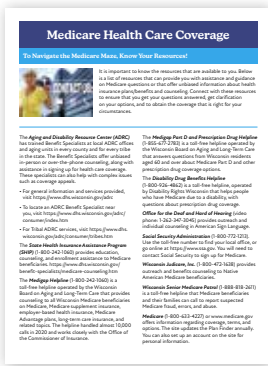 Medicare Health Care Coverage
To Navigate the Medicare Maze, Know Your Resources!
It is important to know the resources that are available to you. Below
is a list of resources that can provide you with assistance and guidance
on Medicare questions or that offer unbiased information about health
insurance plans/benefits and counseling. Connect with these resources
to ensure that you get your questions answered, get clarification
on your options, and to obtain the coverage that is right for your
circumstances.
The Aging and Disability Resource Center (ADRC)
has trained Benefit Specialists at local ADRC offices
and aging units in every county and for every tribe
in the state. The Benefit Specialists offer unbiased
in-person or over-the-phone counseling, along with
assistance in signing up for health care coverage.
These specialists can also help with complex issues
such as coverage appeals.
• For general information and services provided,
visit https://www.dhs.wisconsin.gov/adrc
• To locate an ADRC Benefit Specialist near
you, visit https://www.dhs.wisconsin.gov/adrc/
consumer/index.htm
• For Tribal ADRC services, visit https://www.dhs.
wisconsin.gov/adrc/consumer/tribes.htm
The State Health Insurance Assistance Program
(SHIP) (1-800-242-1060) provides education,
counseling, and enrollment assistance to Medicare
beneficiaries. https://www.dhs.wisconsin.gov/
benefit-specialists/medicare-counseling.htm
The Medigap Helpline (1-800-242-1060) is a
toll-free helpline operated by the Wisconsin
Board on Aging and Long-Term Care that provides
counseling to all Wisconsin Medicare beneficiaries
on Medicare, Medicare supplement insurance,
employer-based health insurance, Medicare
Advantage plans, long-term care insurance, and
related topics. The helpline handled almost 10,000
calls in 2020 and works closely with the Office of
the Commissioner of Insurance.
The Medigap Part D and Prescription Drug Helpline
(1-855-677-2783) is a toll-free helpline operated by
the Wisconsin Board on Aging and Long-Term Care
that answers questions from Wisconsin residents
aged 60 and over about Medicare Part D and other
prescription drug coverage options.
The Disability Drug Benefits Helpline
(1-800-926-4862) is a toll-free helpline, operated
by Disability Rights Wisconsin that helps people
who have Medicare due to a disability, with
questions about prescription drug coverage.
Office for the Deaf and Hard of Hearing (video
phone 1-262-347-3045) provides outreach and
individual counseling in American Sign Language.
Social Security Administration (1-800-772-1213).
Use the toll-free number to find your local office, or
go online at https://www.ssa.gov. You will need to
contact Social Security to sign up for Medicare.
Wisconsin Judicare, Inc. (1-800-472-1638) provides
outreach and benefits counseling to Native
American Medicare beneficiaries.
Wisconsin Senior Medicare Patrol (1-888-818-2611)
is a toll-free helpline that Medicare beneficiaries
and their families can call to report suspected
Medicare fraud, errors, and abuse.
Medicare (1-800-633-4227) or www.medicare.gov
offers information regarding coverage, terms, and
options. The site updates the Plan Finder annually.
You can also set up an account on the site for
personal information.